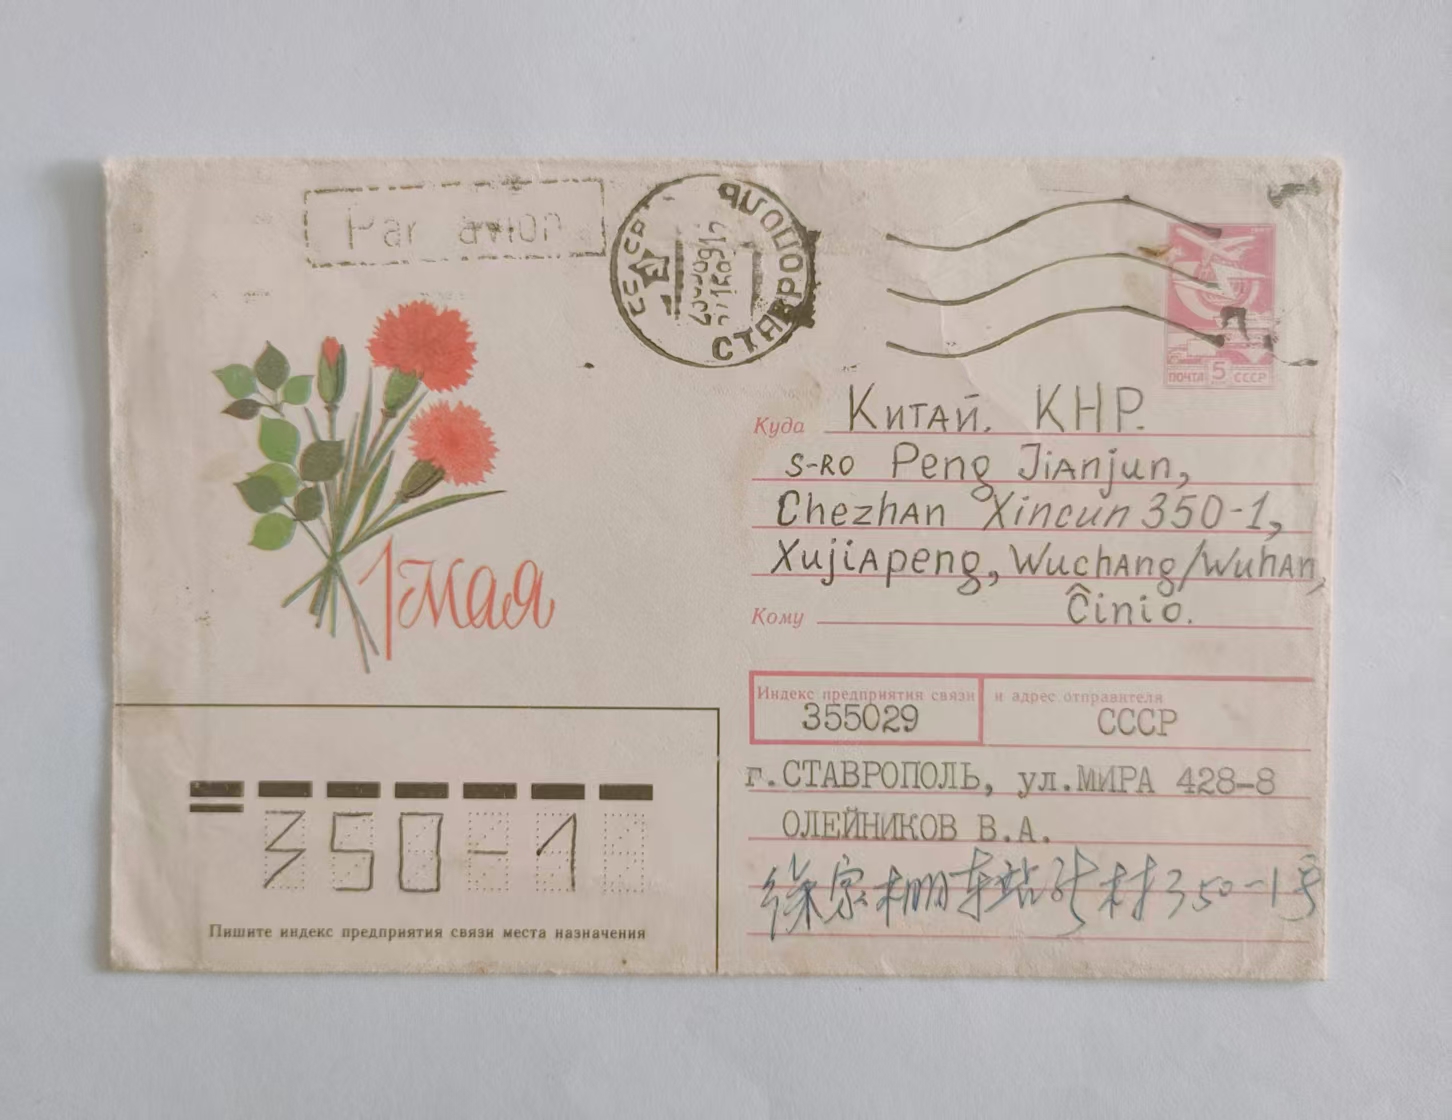 Par avion
СССР
СТАВРОПОЛЬ
ПОЧТА 5 СССР
1 Мая
Куда Китай. КНР.
S-ro Peng Jianjun,
Chezhan Xincun 350-1,
Xujiapeng, Wuchang/Wuhan,
Кому Ĉinio.
Индекс предприятия связи и адрес отправителя
355029 СССР
г.СТАВРОПОЛЬ, ул.МИРА 428-8
ОЛЕЙНИКОВ В.А.
徐家棚车站新村350-1号
350-1
Пишите индекс предприятия связи места назначения